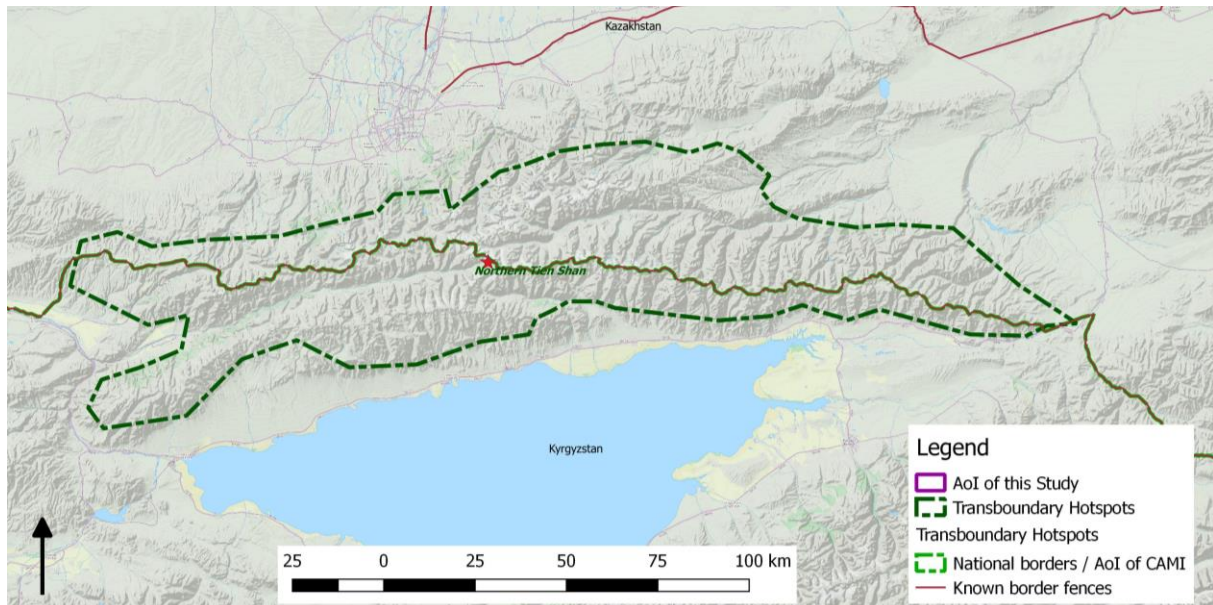 Kazakhstan
Northern Tien Shan
Kyrgyzstan
Legend
AoI of this Study
Transboundary Hotspots
Transboundary Hotspots
National borders / AoI of CAMI
Known border fences
25 0 25 50 75 100 km